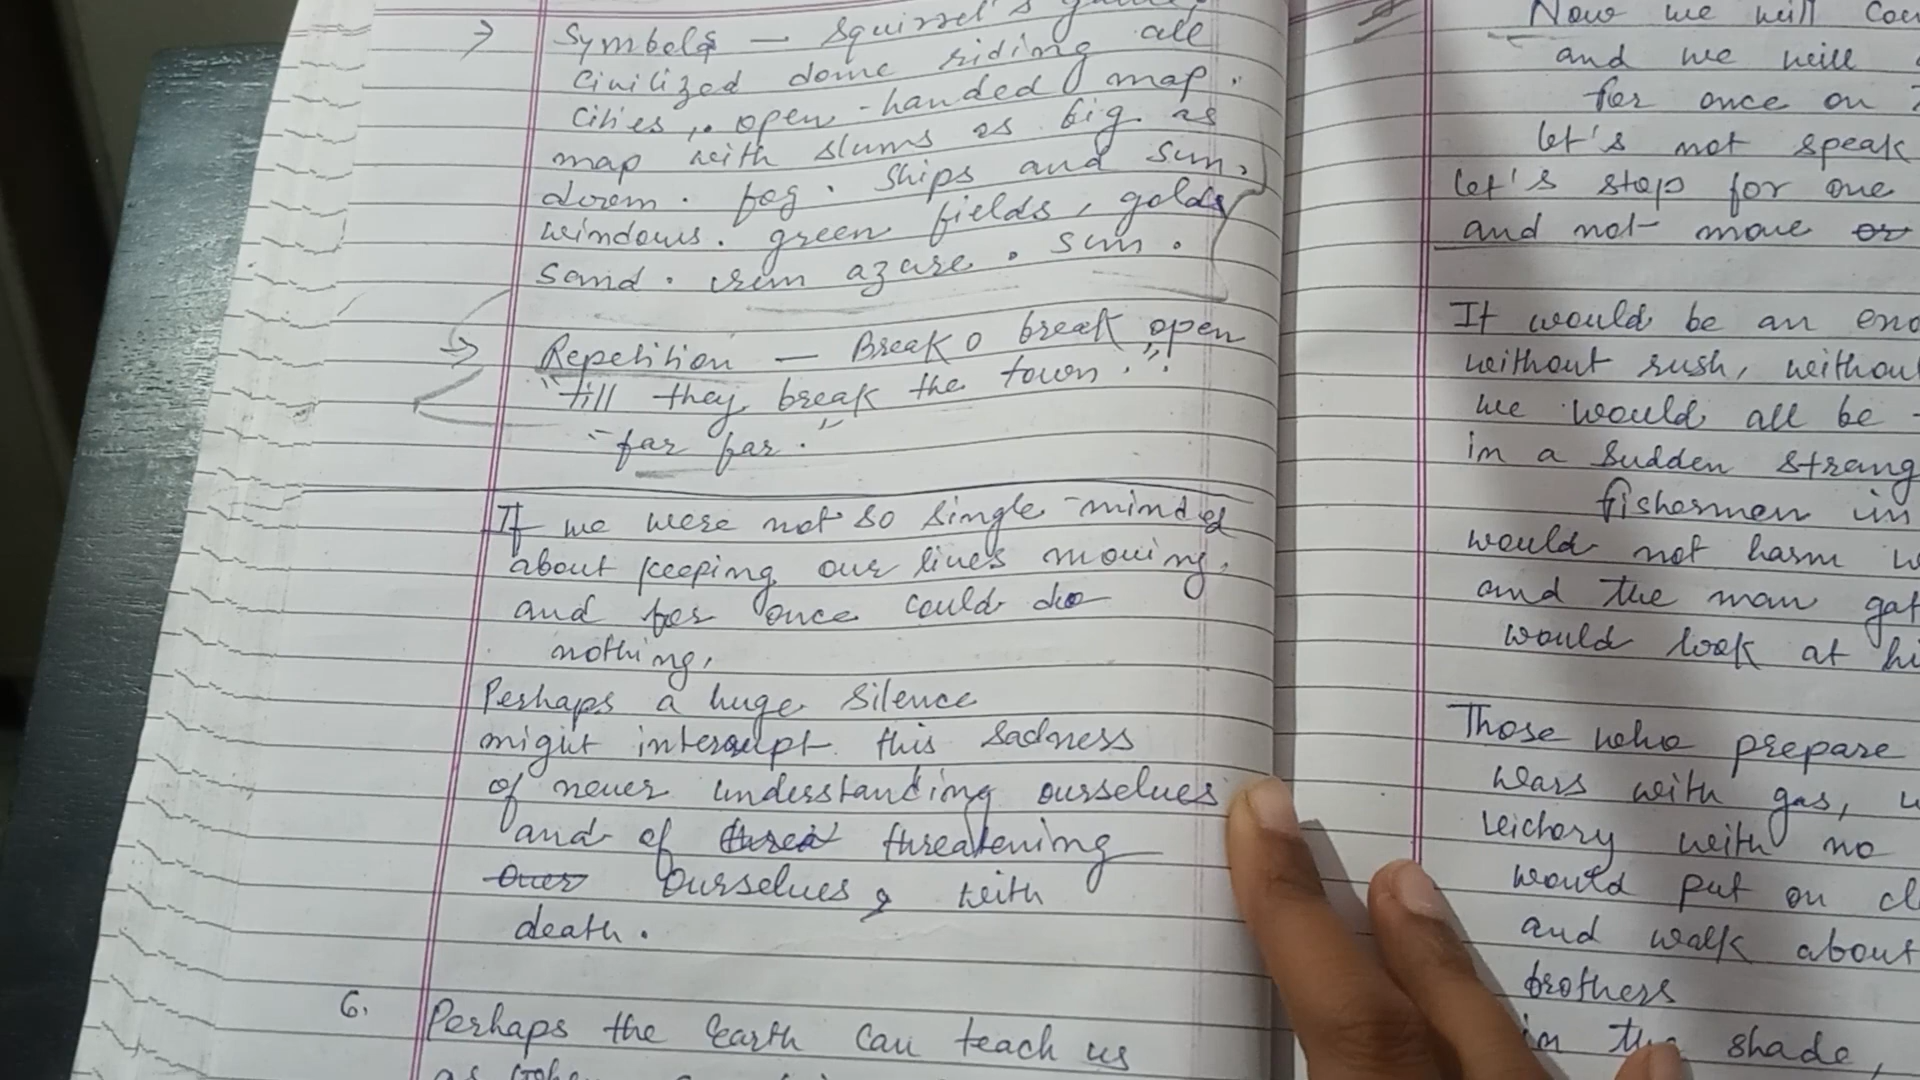 Symbols — Squirrel's
civilized dome riding all
cities, open-handed map.
map with slums as big as
doom. fog. ships and sun.
windows. green fields, golds
sand. run azure. sun.
Repetition — Break o break open
"till they break the town."
"far far."
If we were not so single-minded
about keeping our lives moving,
and for once could do
nothing,
Perhaps a huge silence
might interrupt this sadness
of never understanding ourselves
and of threat threatening
Over ourselves, with
death.
6. Perhaps the Earth can teach us
Now we will
and we will
for once on
let's not speak
let's stop for one
and not move or
It would be an
without rush, without
we would all be
in a sudden
fishermen in
would not harm
and the man
would look at
Those who prepare
wars with gas,
victory with no
would put on
and walk about
brothers
in the shade,